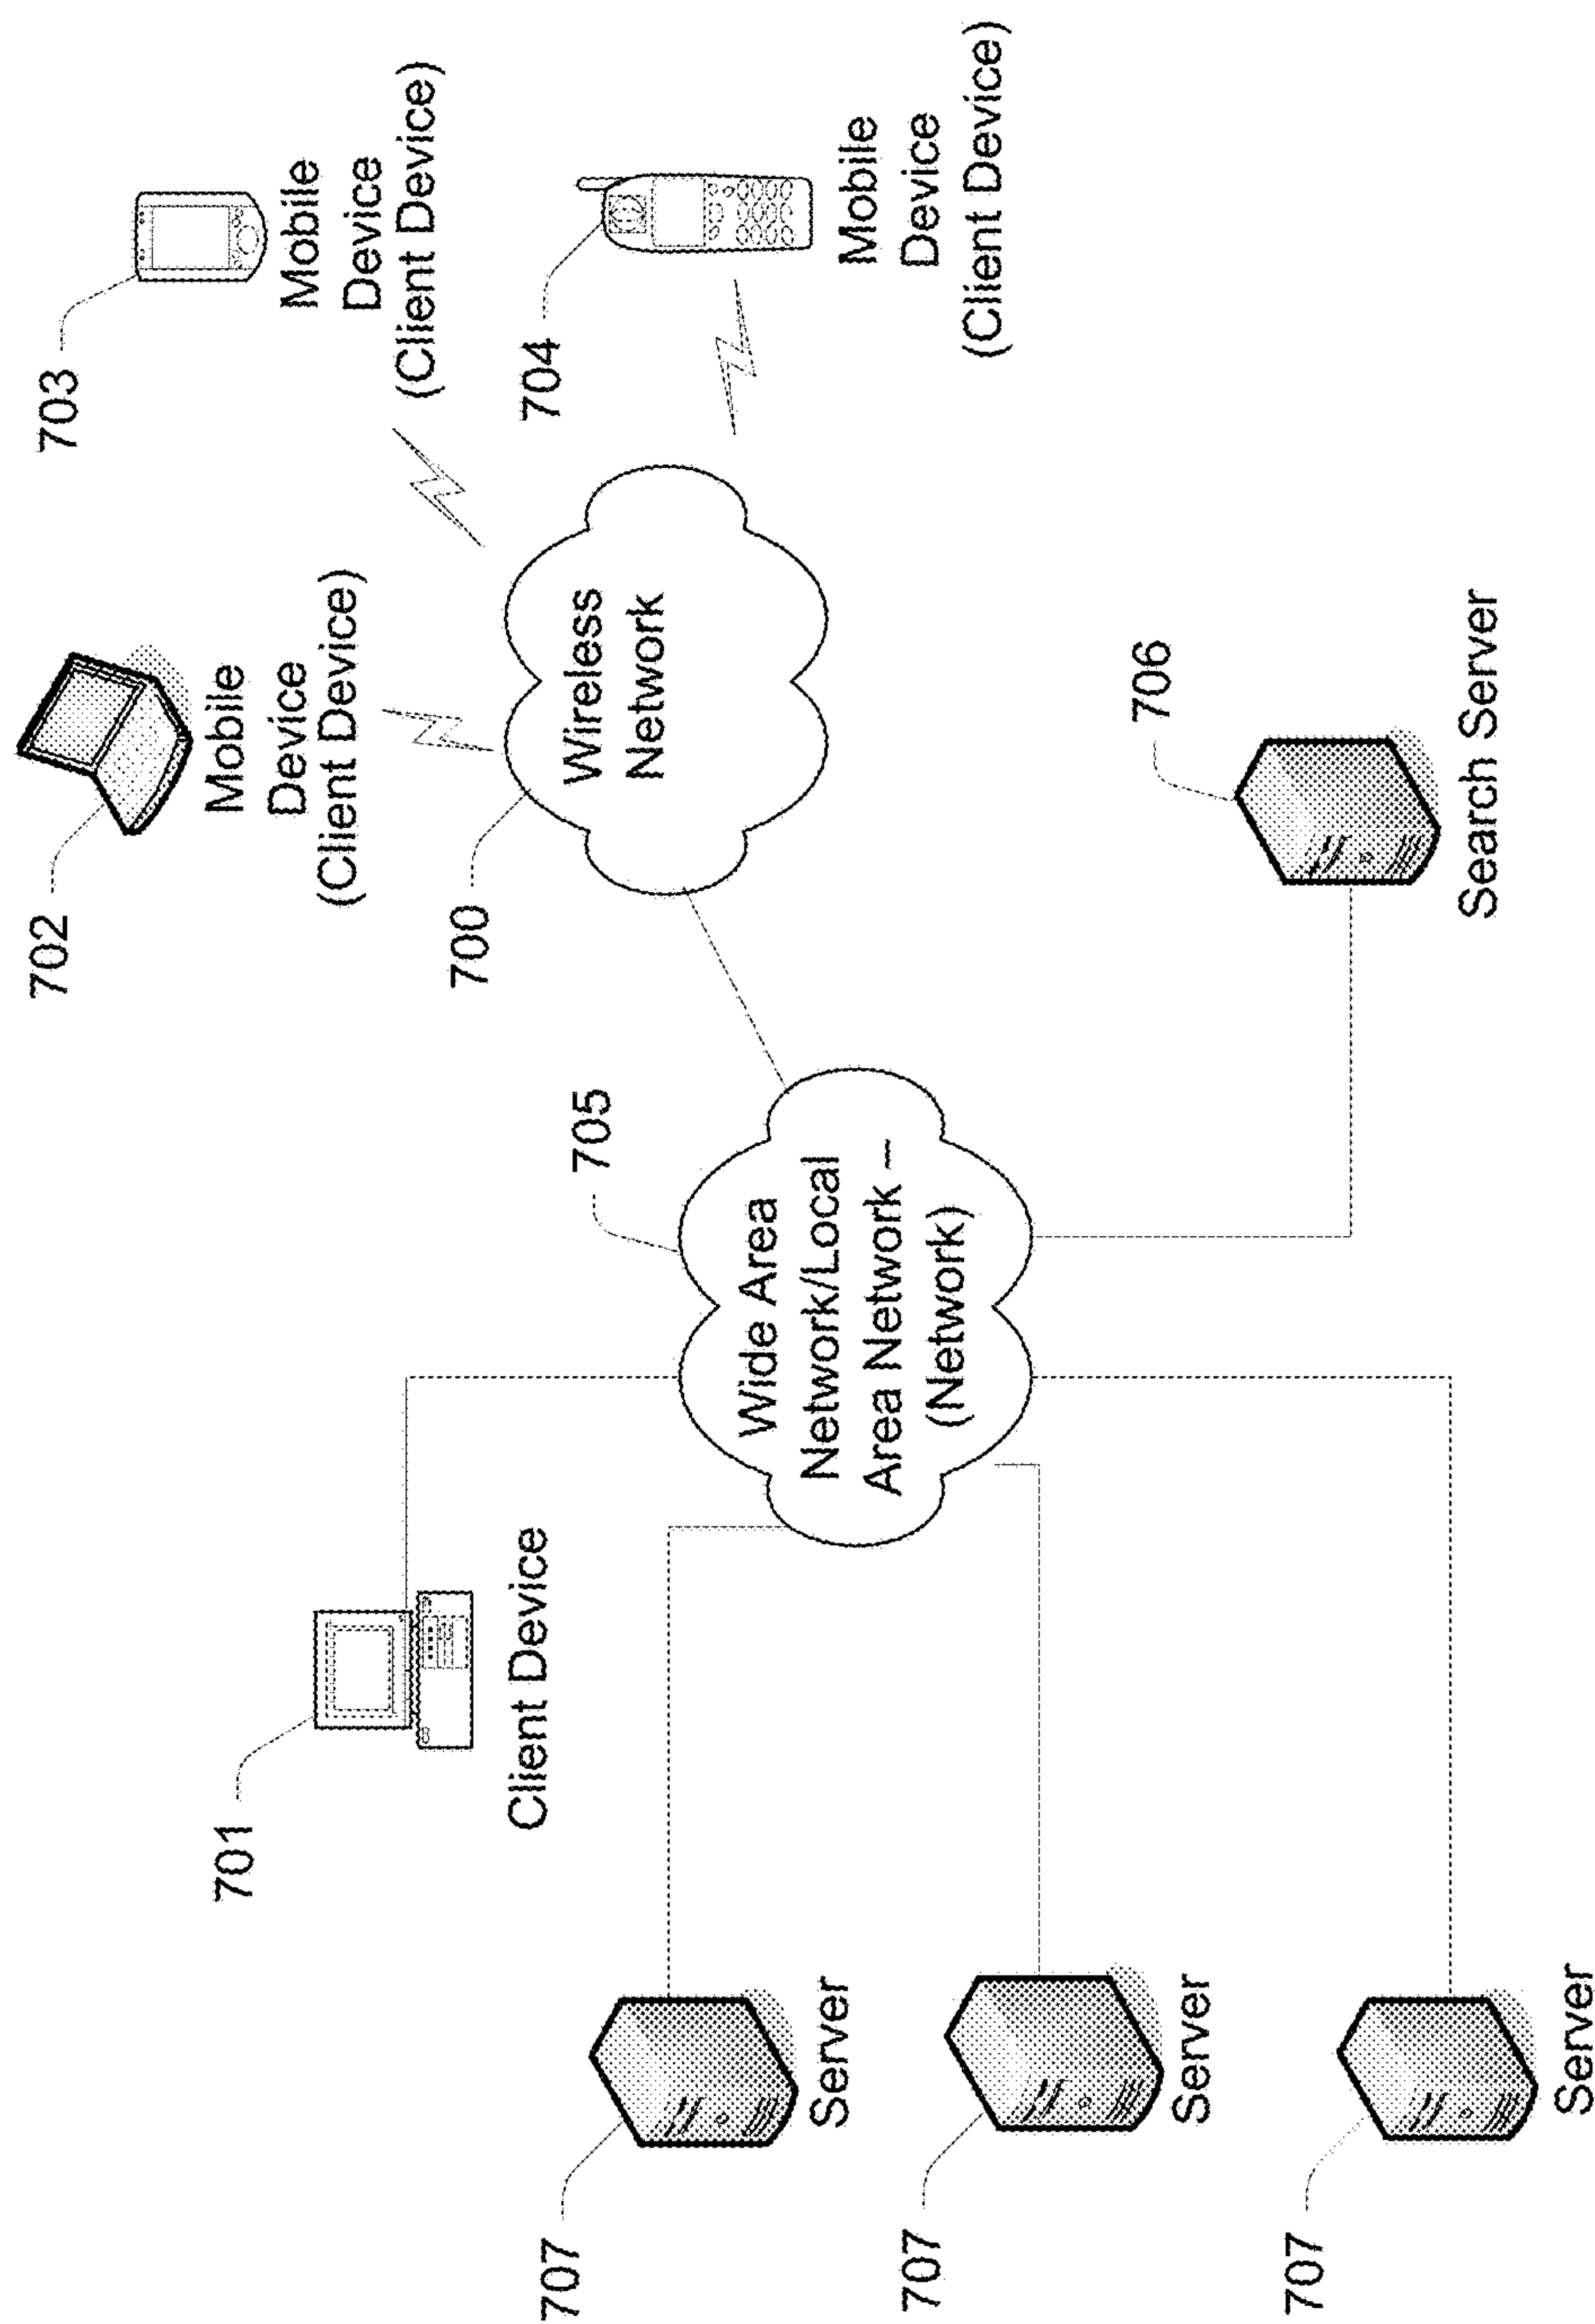 702
Mobile
Device
(Client Device)
703
Mobile
Device
(Client Device)
704
Mobile
Device
(Client Device)
700
Wireless
Network
701
Client Device
705
Wide Area
Network/Local
Area Network –
(Network)
706
Search Server
707
Server
707
Server
707
Server